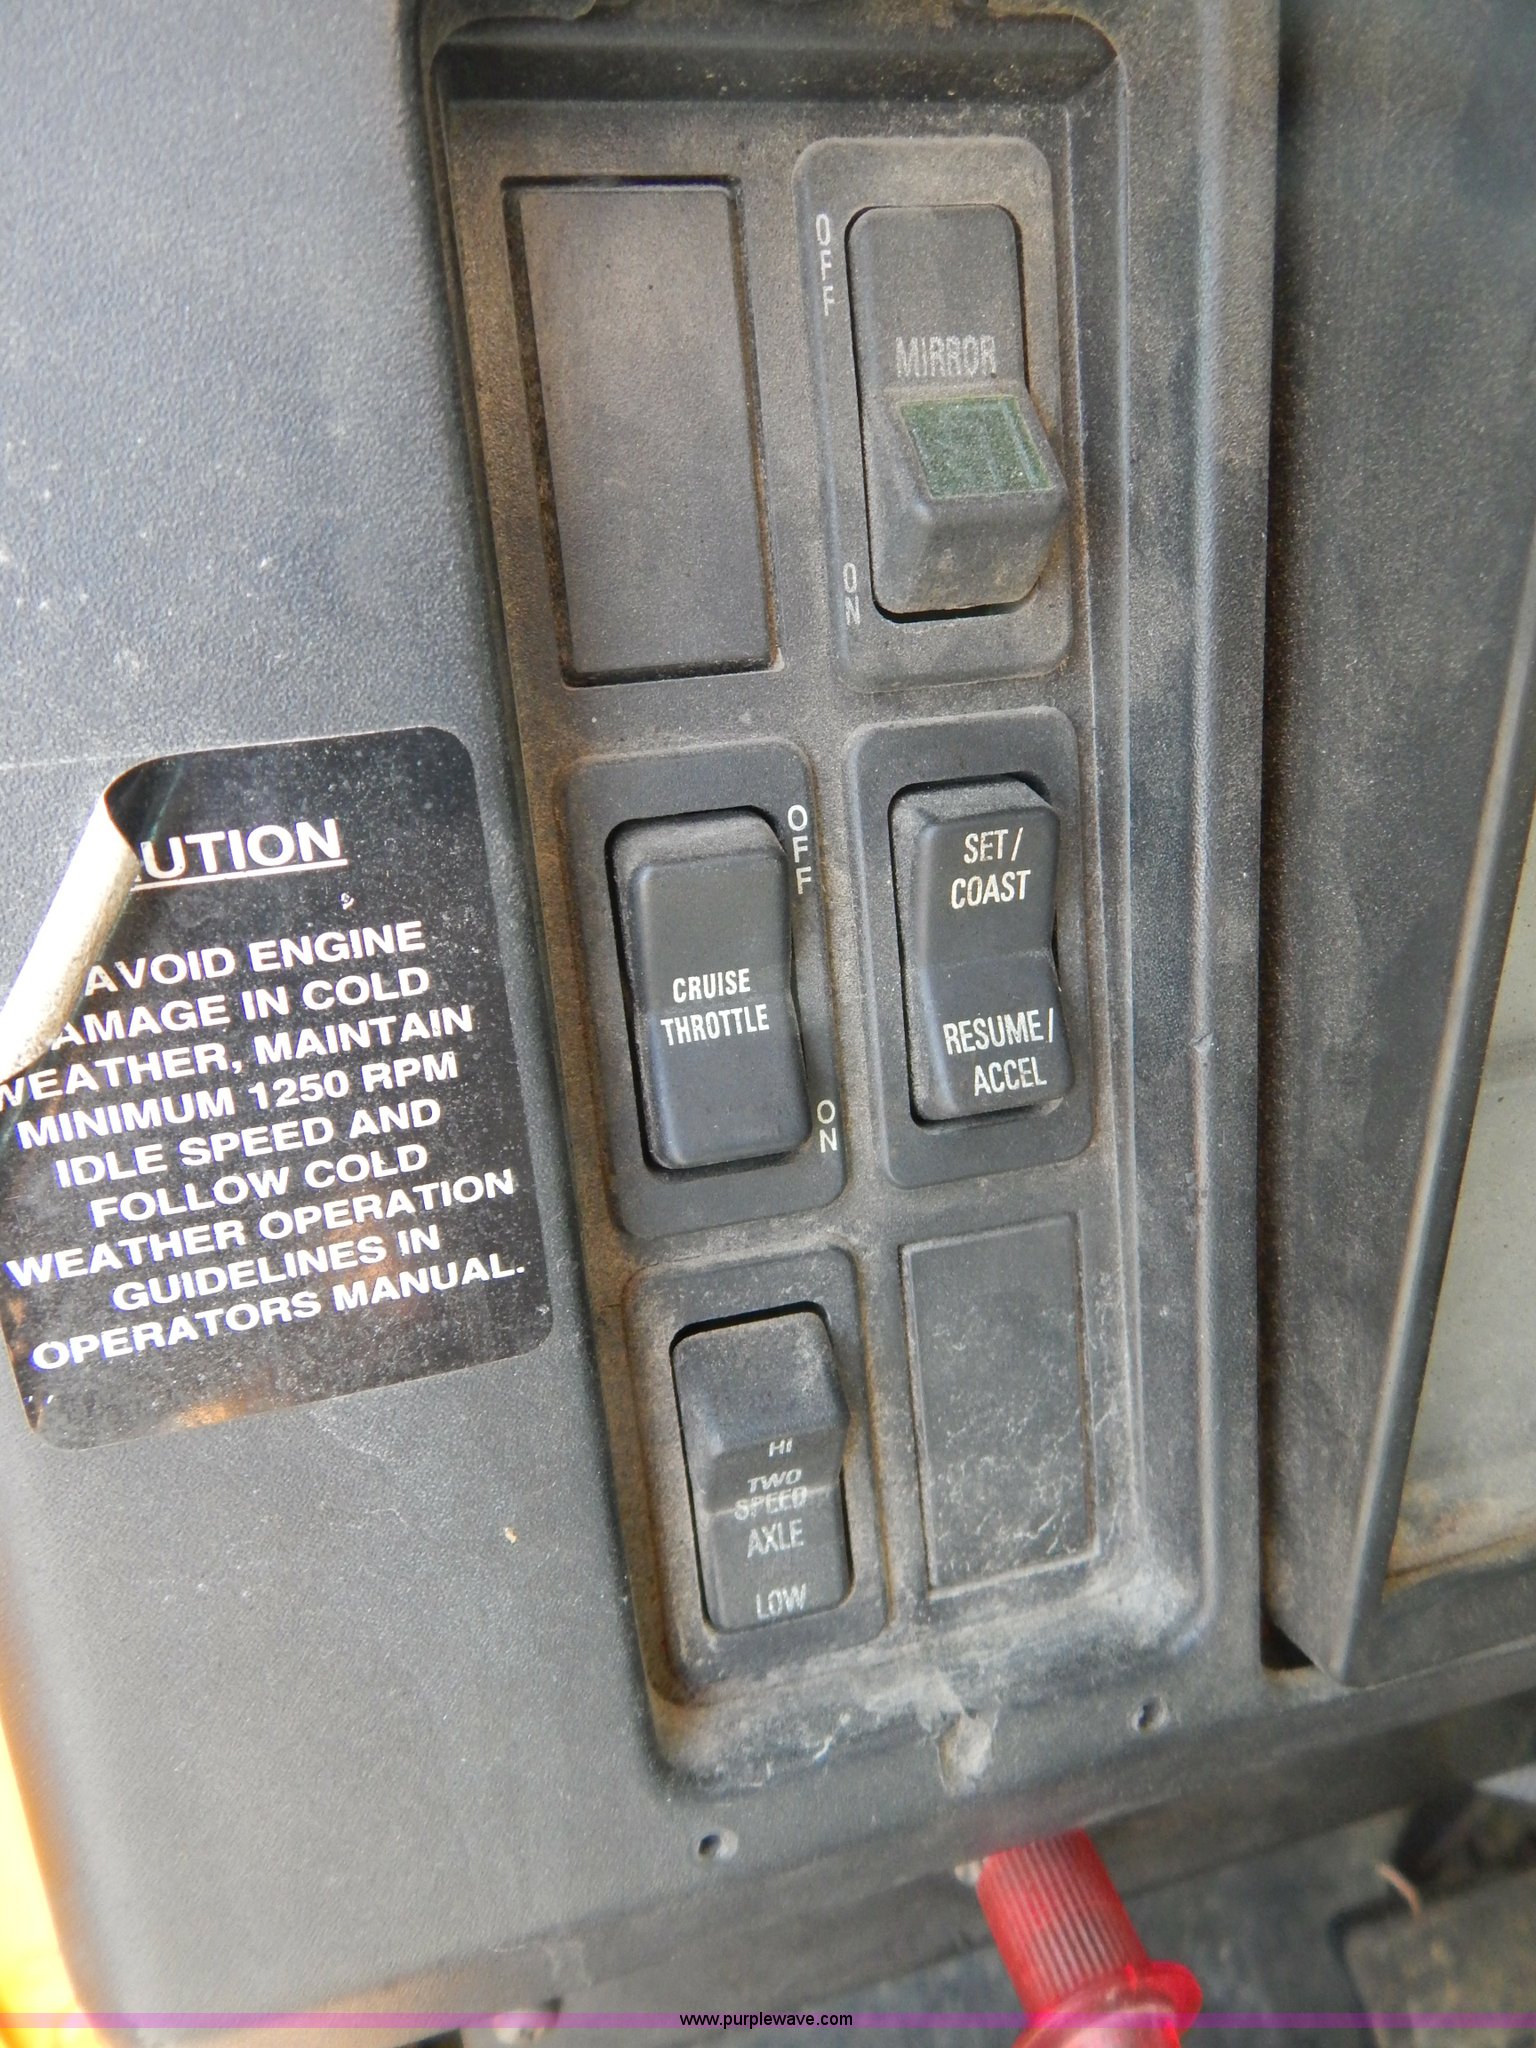 OFF
MIRROR
ON
OFF
CRUISE
THROTTLE
ON
SET/
COAST
RESUME/
ACCEL
HI
TWO
SPEED
AXLE
LOW
UTION
AVOID ENGINE
AMAGE IN COLD
WEATHER, MAINTAIN
MINIMUM 1250 RPM
IDLE SPEED AND
FOLLOW COLD
WEATHER OPERATION
GUIDELINES IN
OPERATORS MANUAL.
www.purplewave.com